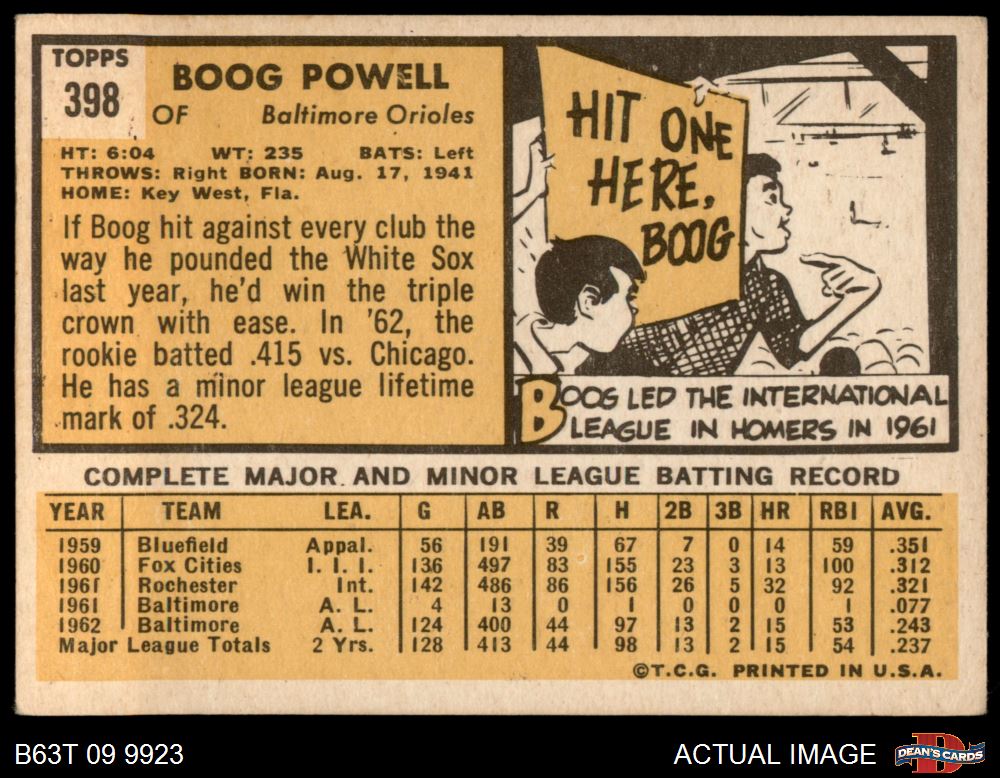 TOPPS
398
BOOG POWELL
OF Baltimore Orioles
HT: 6:04 WT: 235 BATS: Left
THROWS: Right BORN: Aug. 17, 1941
HOME: Key West, Fla.
If Boog hit against every club the
way he pounded the White Sox
last year, he'd win the triple
crown with ease. In '62, the
rookie batted .415 vs. Chicago.
He has a minor league lifetime
mark of .324.
HIT ONE
HERE,
BOOG
BOOG LED THE INTERNATIONAL
LEAGUE IN HOMERS IN 1961
COMPLETE MAJOR AND MINOR LEAGUE BATTING RECORD
YEAR TEAM LEA. G AB R H 2B 3B HR RBI AVG.
1959 Bluefield Appal. 56 191 39 67 7 0 14 59 .351
1960 Fox Cities I. I. I. 136 497 83 155 23 3 13 100 .312
1961 Rochester Int. 142 486 86 156 26 5 32 92 .321
1961 Baltimore A. L. 4 13 0 1 0 0 0 1 .077
1962 Baltimore A. L. 124 400 44 97 13 2 15 53 .243
Major League Totals 2 Yrs. 128 413 44 98 13 2 15 54 .237
©T.C.G. PRINTED IN U.S.A.
B63T 09 9923
ACTUAL IMAGE
DEAN'S CARDS